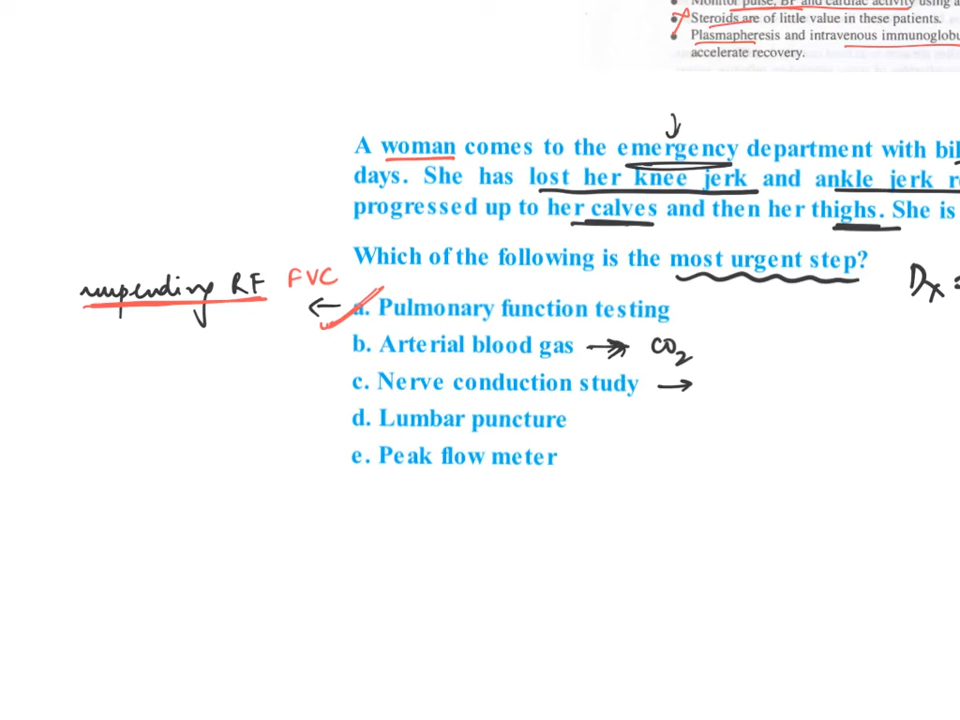 Monitor pulse, BP and cardiac activity using a
Steroids are of little value in these patients.
Plasmapheresis and intravenous immunoglobu
accelerate recovery.
A woman comes to the emergency department with bil
days. She has lost her knee jerk and ankle jerk r
progressed up to her calves and then her thighs. She is
Which of the following is the most urgent step?
Dx =
impending RF FVC
← a. Pulmonary function testing
b. Arterial blood gas → CO2
c. Nerve conduction study →
d. Lumbar puncture
e. Peak flow meter